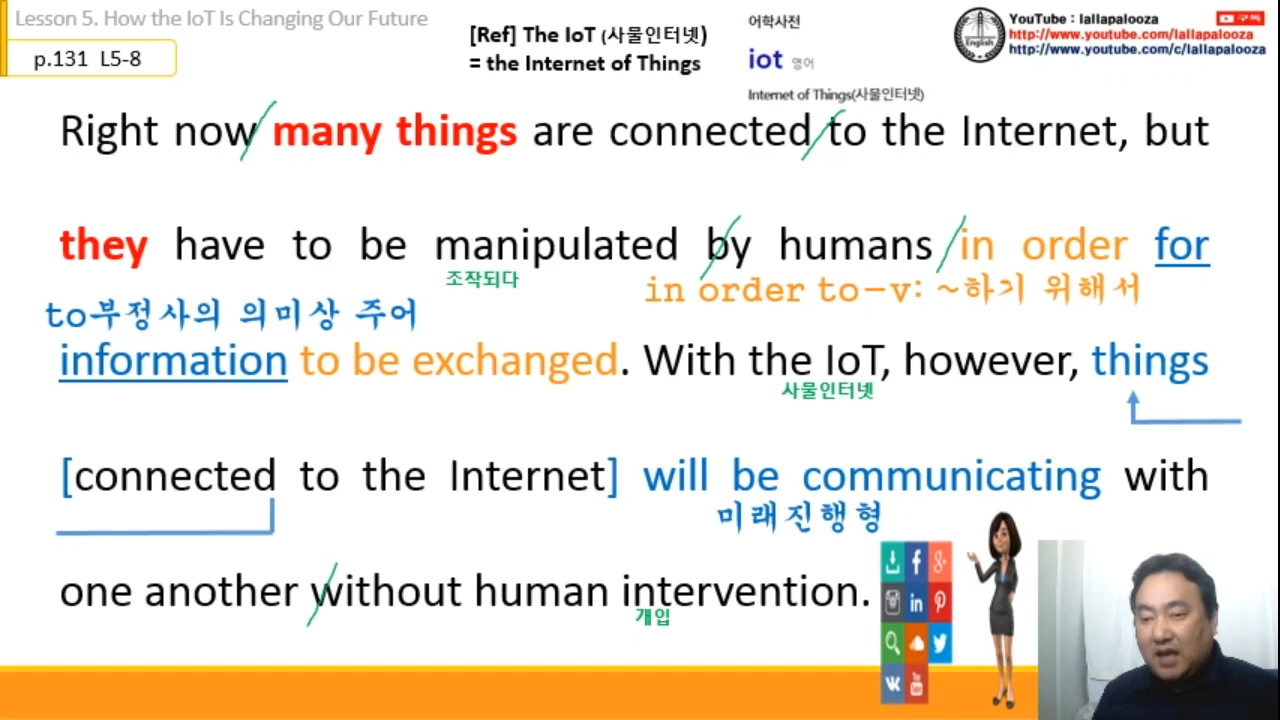 Lesson 5. How the IoT Is Changing Our Future
p.131 L5-8
[Ref] The IoT (사물인터넷)
= the Internet of Things
어학사전
iot 영어
Internet of Things(사물인터넷)
English
YouTube : lallapalooza
구독
http://www.youtube.com/lallapalooza
http://www.youtube.com/c/lallapalooza
Right now many things are connected to the Internet, but
they have to be manipulated by humans in order for
조작되다
in order to-v: ~하기 위해서
to부정사의 의미상 주어
information to be exchanged. With the IoT, however, things
사물인터넷
[connected to the Internet] will be communicating with
미래진행형
one another without human intervention.
개입